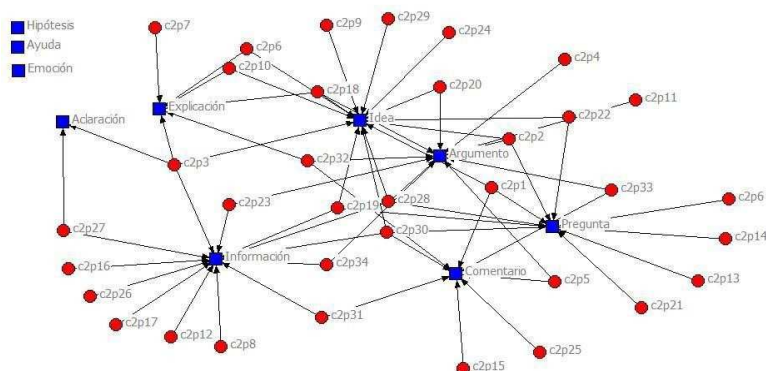 Hipótesis
Ayuda
Emoción
c2p7
c2p9
c2p29
c2p24
c2p6
c2p10
c2p4
c2p18
c2p20
c2p11
Explicación
c2p22
Aclaración
Idea
c2p2
c2p3
c2p32
Argumento
c2p1
c2p33
c2p23
c2p19
c2p28
c2p6
c2p27
c2p30
Pregunta
c2p14
Información
c2p16
c2p34
Comentario
c2p5
c2p13
c2p26
c2p21
c2p17
c2p31
c2p12
c2p8
c2p25
c2p15